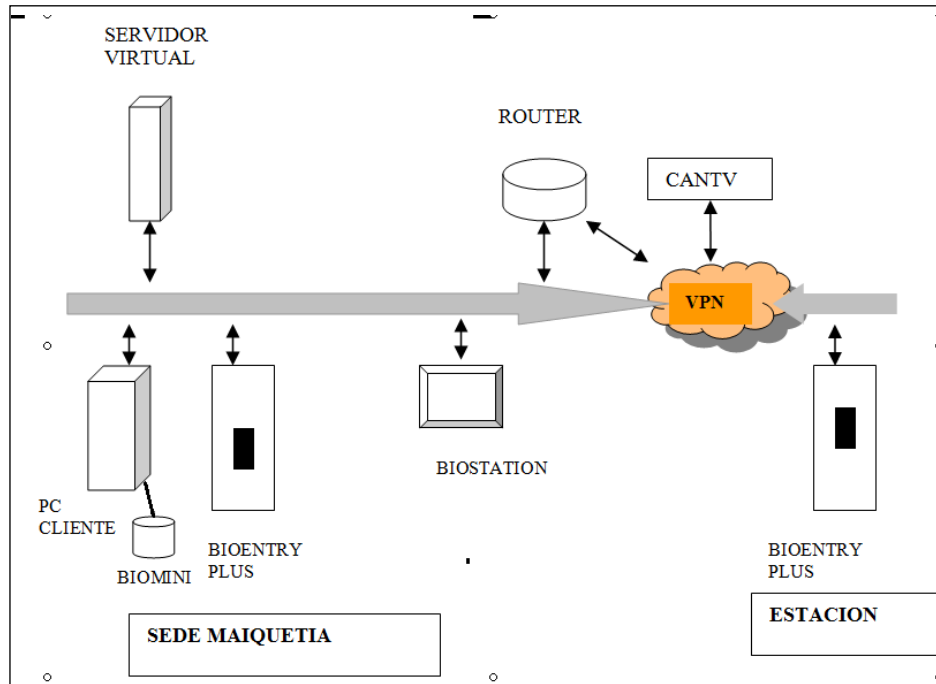 SERVIDOR
VIRTUAL
ROUTER
CANTV
VPN
BIOSTATION
PC
CLIENTE
BIOMINI
BIOENTRY
PLUS
BIOENTRY
PLUS
SEDE MAIQUETIA
ESTACION